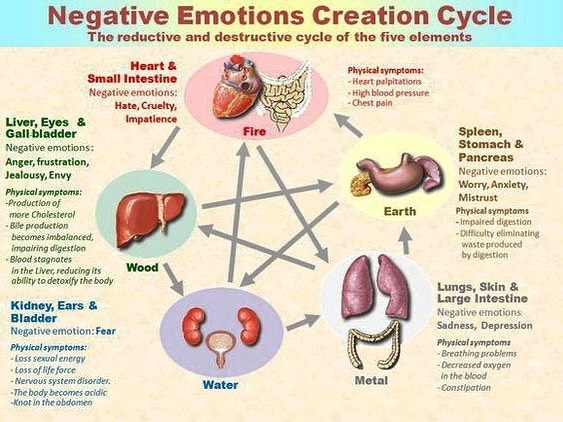 Negative Emotions Creation Cycle
The reductive and destructive cycle of the five elements
Heart &
Small Intestine
Negative emotions:
Hate, Cruelty,
Impatience
Fire
Physical symptoms:
- Heart palpitations
- High blood pressure
- Chest pain
Liver, Eyes &
Gall bladder
Negative emotions:
Anger, frustration,
Jealousy, Envy
Physical symptoms:
-Production of
more Cholesterol
- Bile production
becomes imbalanced,
impairing digestion
- Blood stagnates
in the Liver, reducing its
ability to detoxify the body
Wood
Spleen,
Stomach &
Pancreas
Negative emotions:
Worry, Anxiety,
Mistrust
Physical symptoms
- Impaired digestion
- Difficulty eliminating
waste produced
by digestion
Earth
Kidney, Ears &
Bladder
Negative emotion: Fear
Physical symptoms:
- Loss sexual energy
- Loss of life force
- Nervous system disorder.
-The body becomes acidic
-Knot in the abdomen
Water
Lungs, Skin &
Large Intestine
Negative emotions
Sadness, Depression
Physical symptoms
- Breathing problems
- Decreased oxygen
in the blood
- Constipation
Metal